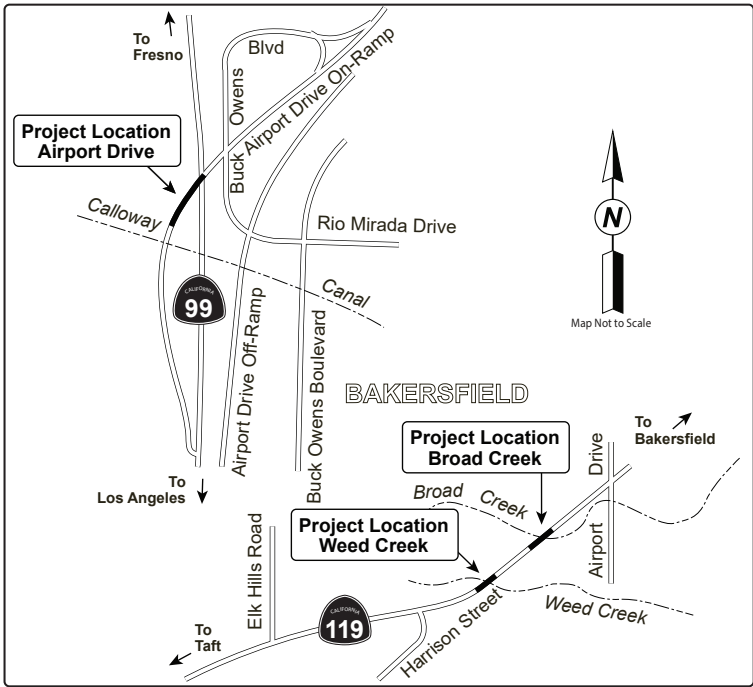 To
Fresno
Blvd
Buck Owens
Airport Drive On-Ramp
Project Location
Airport Drive
Calloway
Canal
Rio Mirada Drive
N
Map Not to Scale
CALIFORNIA
99
Airport Drive Off-Ramp
Buck Owens Boulevard
BAKERSFIELD
To
Los Angeles
To
Bakersfield
Project Location
Broad Creek
Broad Creek
Airport Drive
Project Location
Weed Creek
Elk Hills Road
CALIFORNIA
119
Harrison Street
Weed Creek
To
Taft